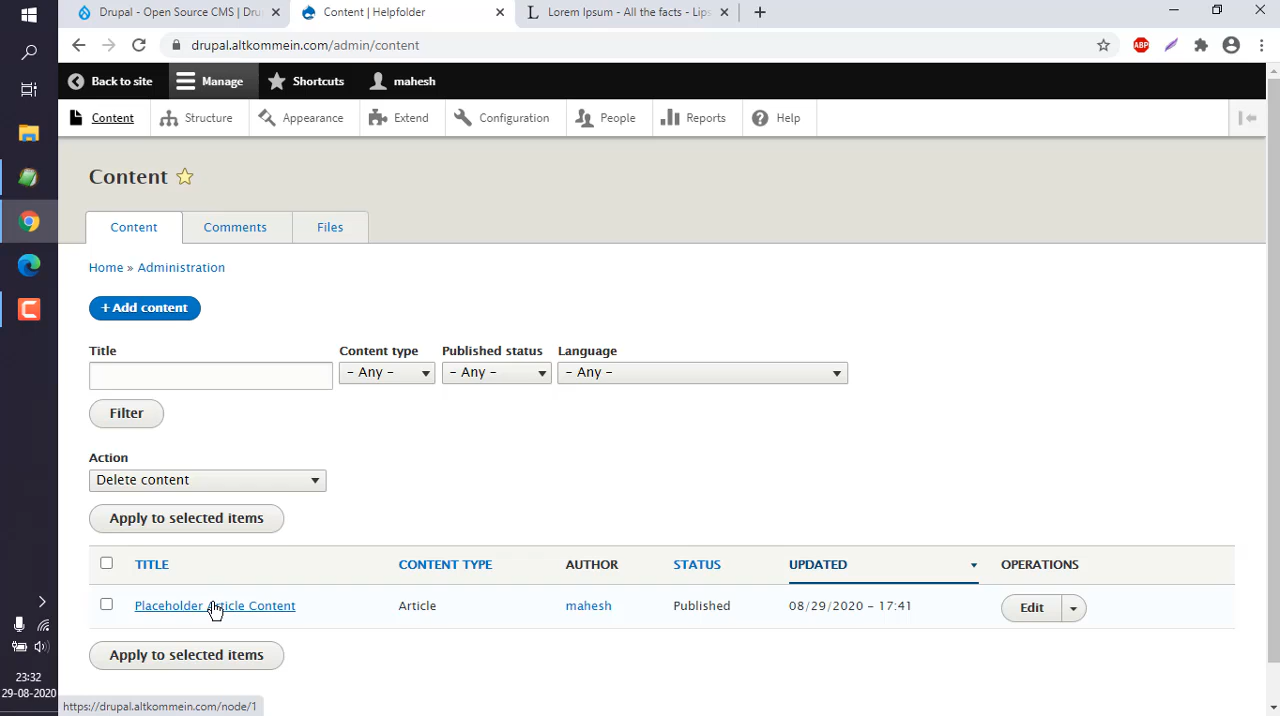 Drupal - Open Source CMS | Dru
Content | Helpfolder
Lorem Ipsum - All the facts - Lips
drupal.altkommein.com/admin/content
ABP
Back to site
Manage
Shortcuts
mahesh
Content
Structure
Appearance
Extend
Configuration
People
Reports
Help
Content
Content
Comments
Files
Home » Administration
+ Add content
Title
Content type
Published status
Language
- Any -
- Any -
- Any -
Filter
Action
Delete content
Apply to selected items
TITLE
CONTENT TYPE
AUTHOR
STATUS
UPDATED
OPERATIONS
Placeholder Article Content
Article
mahesh
Published
08/29/2020 - 17:41
Edit
Apply to selected items
23:32
29-08-2020
https://drupal.altkommein.com/node/1